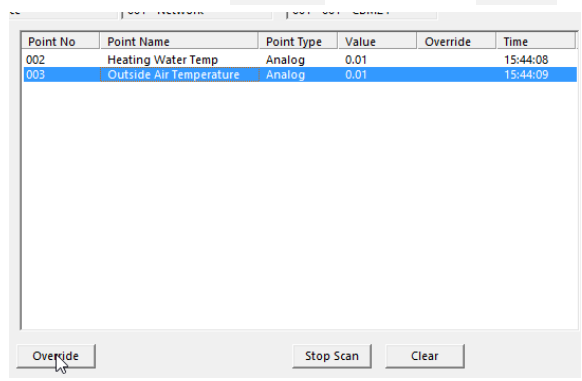 Point No Point Name Point Type Value Override Time
002 Heating Water Temp Analog 0.01 15:44:08
003 Outside Air Temperature Analog 0.01 15:44:09
Override Stop Scan Clear